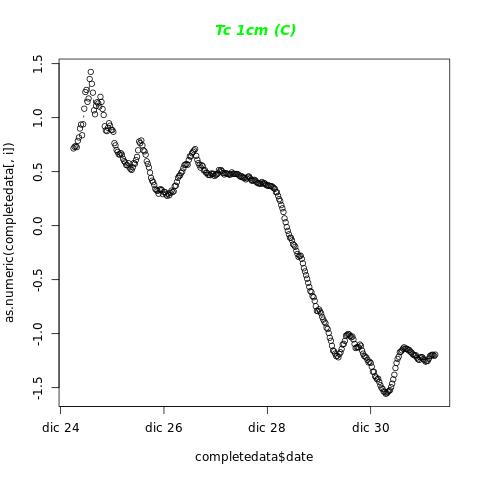 Tc 1cm (C)
as.numeric(completedata[, i])
1.5
1.0
0.5
0.0
-0.5
-1.0
-1.5
dic 24
dic 26
dic 28
dic 30
completedata$date